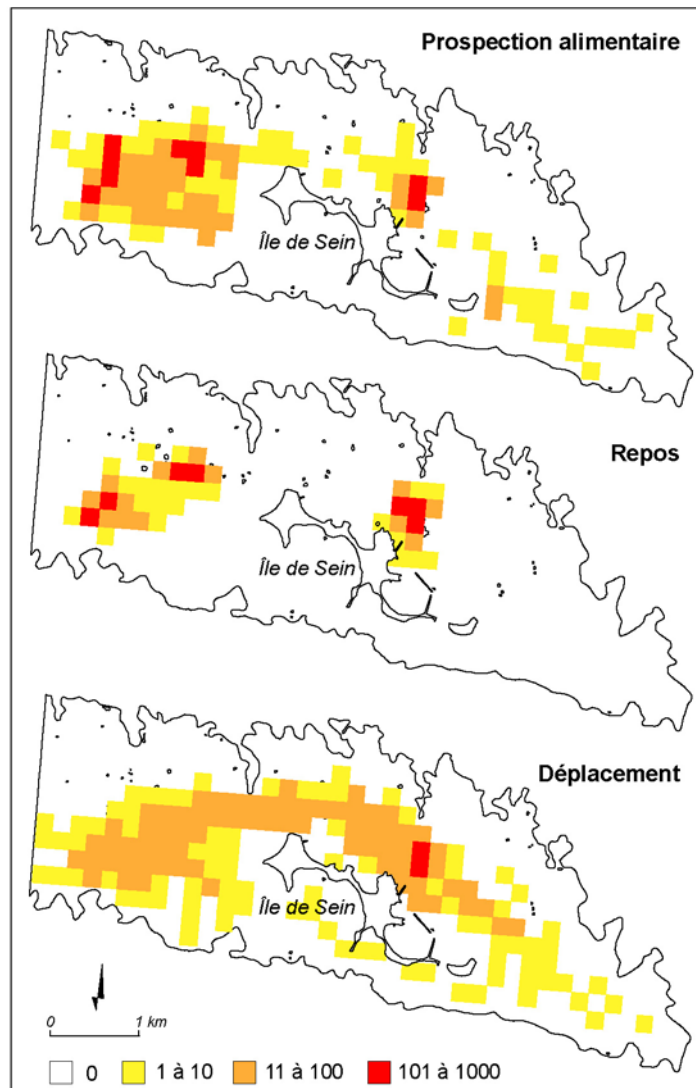 Prospection alimentaire
Île de Sein
Repos
Île de Sein
Déplacement
Île de Sein
0 1 km
0 1 à 10 11 à 100 101 à 1000